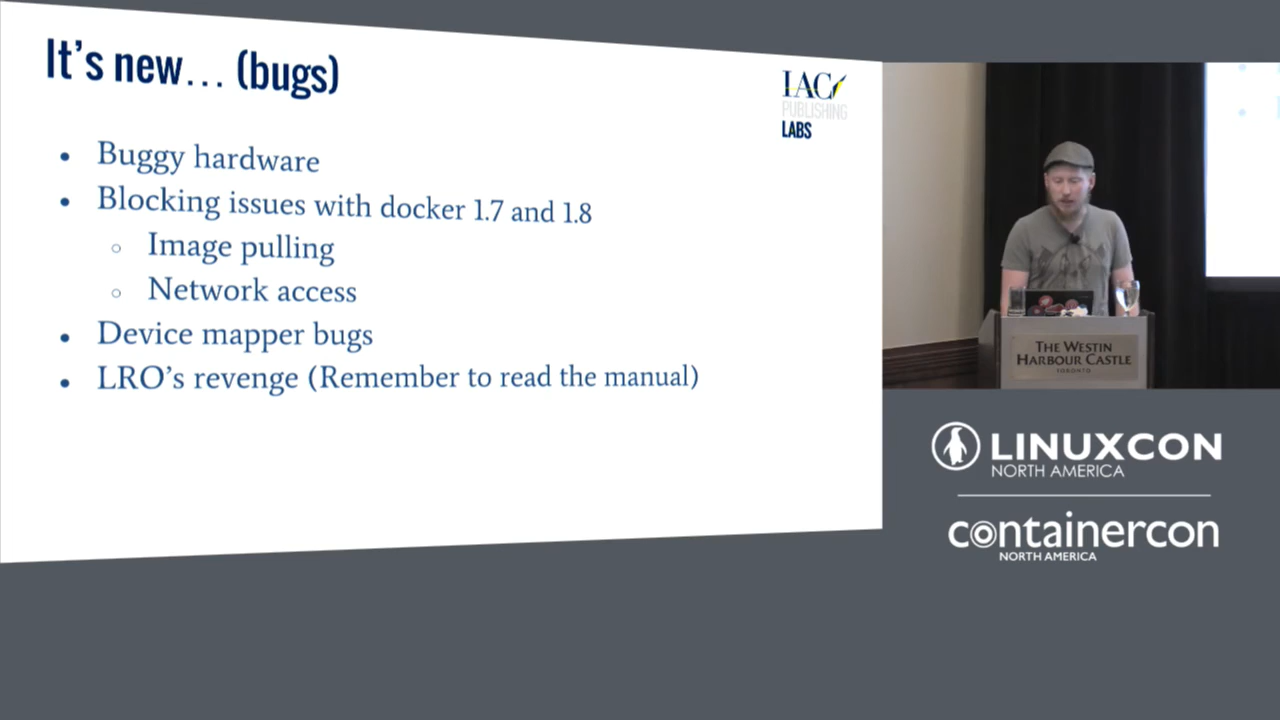 It's new… (bugs)
IAC
PUBLISHING
LABS
• Buggy hardware
• Blocking issues with docker 1.7 and 1.8
○ Image pulling
○ Network access
• Device mapper bugs
• LRO's revenge (Remember to read the manual)
THE WESTIN
HARBOUR CASTLE
TORONTO
LINUXCON
NORTH AMERICA
containercon
NORTH AMERICA